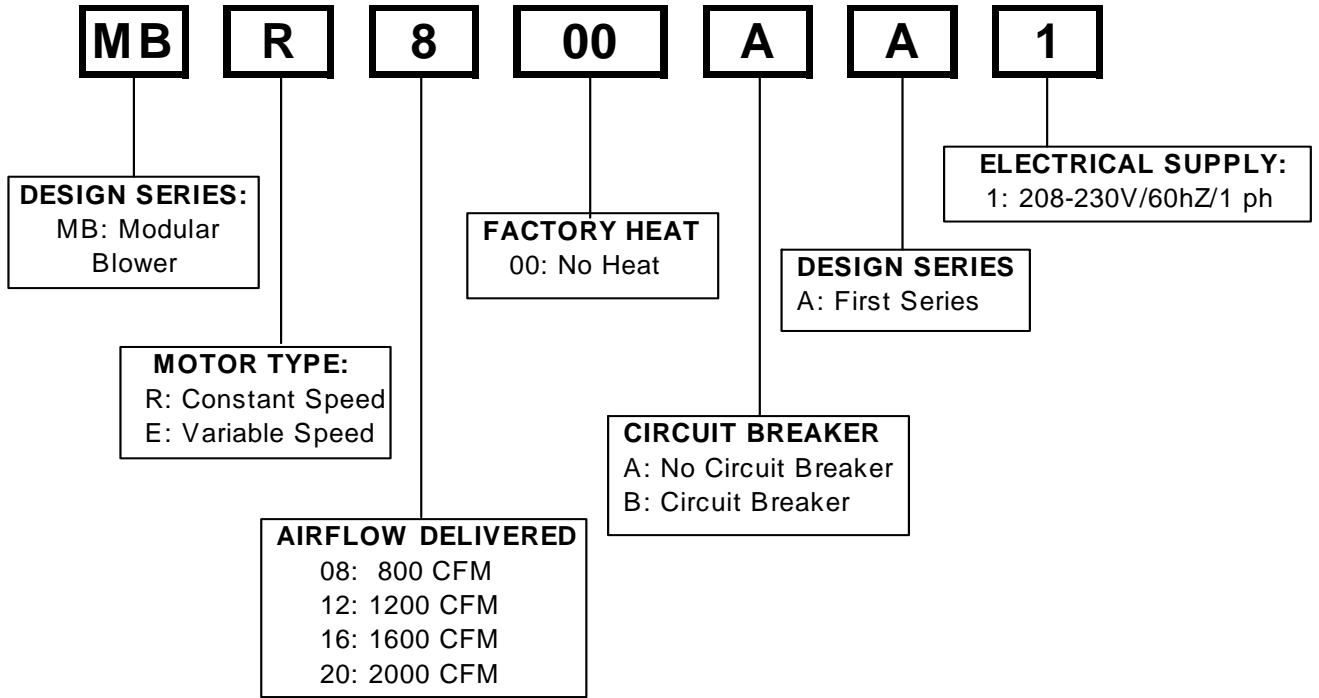 MB R 8 00 A A 1
DESIGN SERIES:
MB: Modular
Blower
MOTOR TYPE:
R: Constant Speed
E: Variable Speed
AIRFLOW DELIVERED
08: 800 CFM
12: 1200 CFM
16: 1600 CFM
20: 2000 CFM
FACTORY HEAT
00: No Heat
CIRCUIT BREAKER
A: No Circuit Breaker
B: Circuit Breaker
DESIGN SERIES
A: First Series
ELECTRICAL SUPPLY:
1: 208-230V/60hZ/1 ph